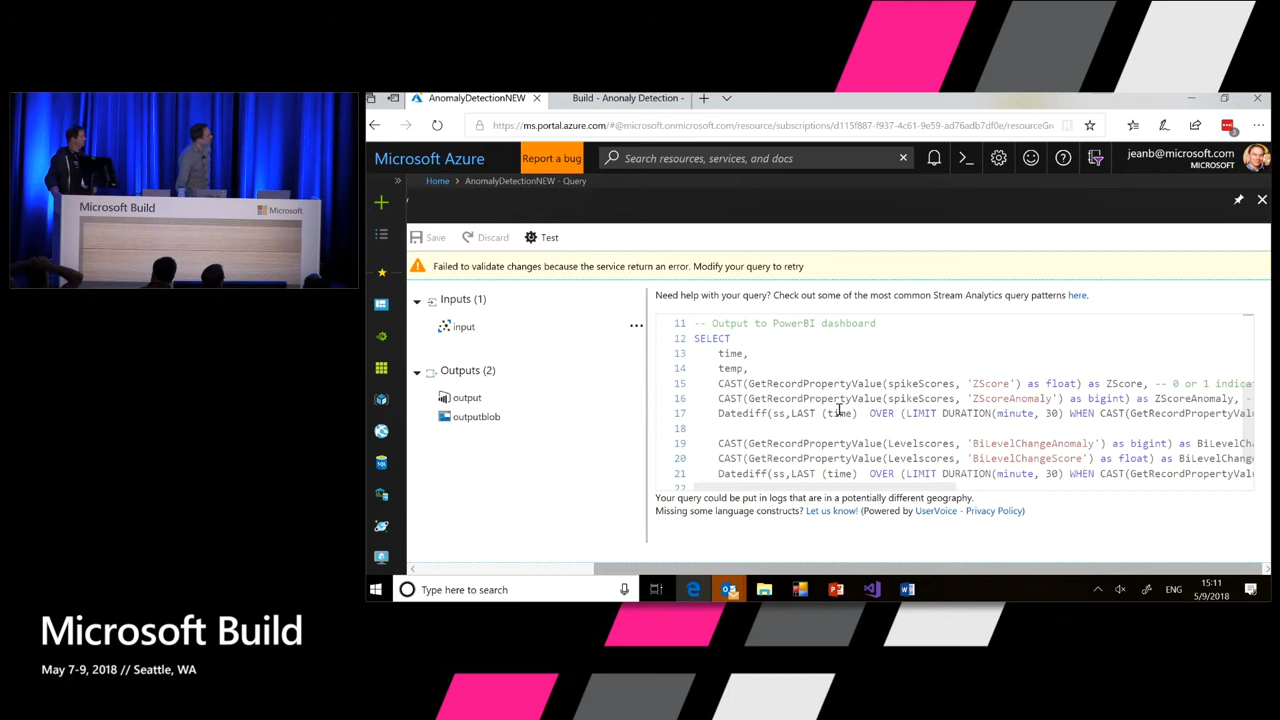 Microsoft Build
Microsoft
AnomalyDetectionNEW
Build - Anonaly Detection -
https://ms.portal.azure.com/#@microsoft.onmicrosoft.com/resource/subscriptions/d115f887-f937-4c61-9e59-ad76adb7df0e/resourceGr
Microsoft Azure
Report a bug
Search resources, services, and docs
jeanb@microsoft.com
MICROSOFT
Home > AnomalyDetectionNEW - Query
Save
Discard
Test
Failed to validate changes because the service return an error. Modify your query to retry
Inputs (1)
input
Outputs (2)
output
outputblob
Need help with your query? Check out some of the most common Stream Analytics query patterns here.
11 -- Output to PowerBI dashboard
12 SELECT
13 time,
14 temp,
15 CAST(GetRecordPropertyValue(spikeScores, 'ZScore') as float) as ZScore, -- 0 or 1 indicat
16 CAST(GetRecordPropertyValue(spikeScores, 'ZScoreAnomaly') as bigint) as ZScoreAnomaly, -
17 Datediff(ss,LAST (time) OVER (LIMIT DURATION(minute, 30) WHEN CAST(GetRecordPropertyVal
18
19 CAST(GetRecordPropertyValue(Levelscores, 'BiLevelChangeAnomaly') as bigint) as BiLevelCh
20 CAST(GetRecordPropertyValue(Levelscores, 'BiLevelChangeScore') as float) as BiLevelChange
21 Datediff(ss,LAST (time) OVER (LIMIT DURATION(minute, 30) WHEN CAST(GetRecordPropertyVal
22
Your query could be put in logs that are in a potentially different geography.
Missing some language constructs? Let us know! (Powered by UserVoice - Privacy Policy)
Type here to search
ENG
15:11
5/9/2018
3
Microsoft Build
May 7-9, 2018 // Seattle, WA